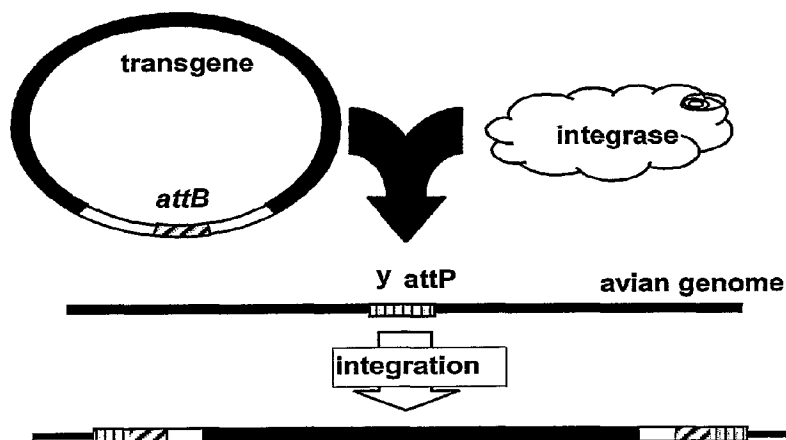 transgene
integrase
attB
y attP
avian genome
integration